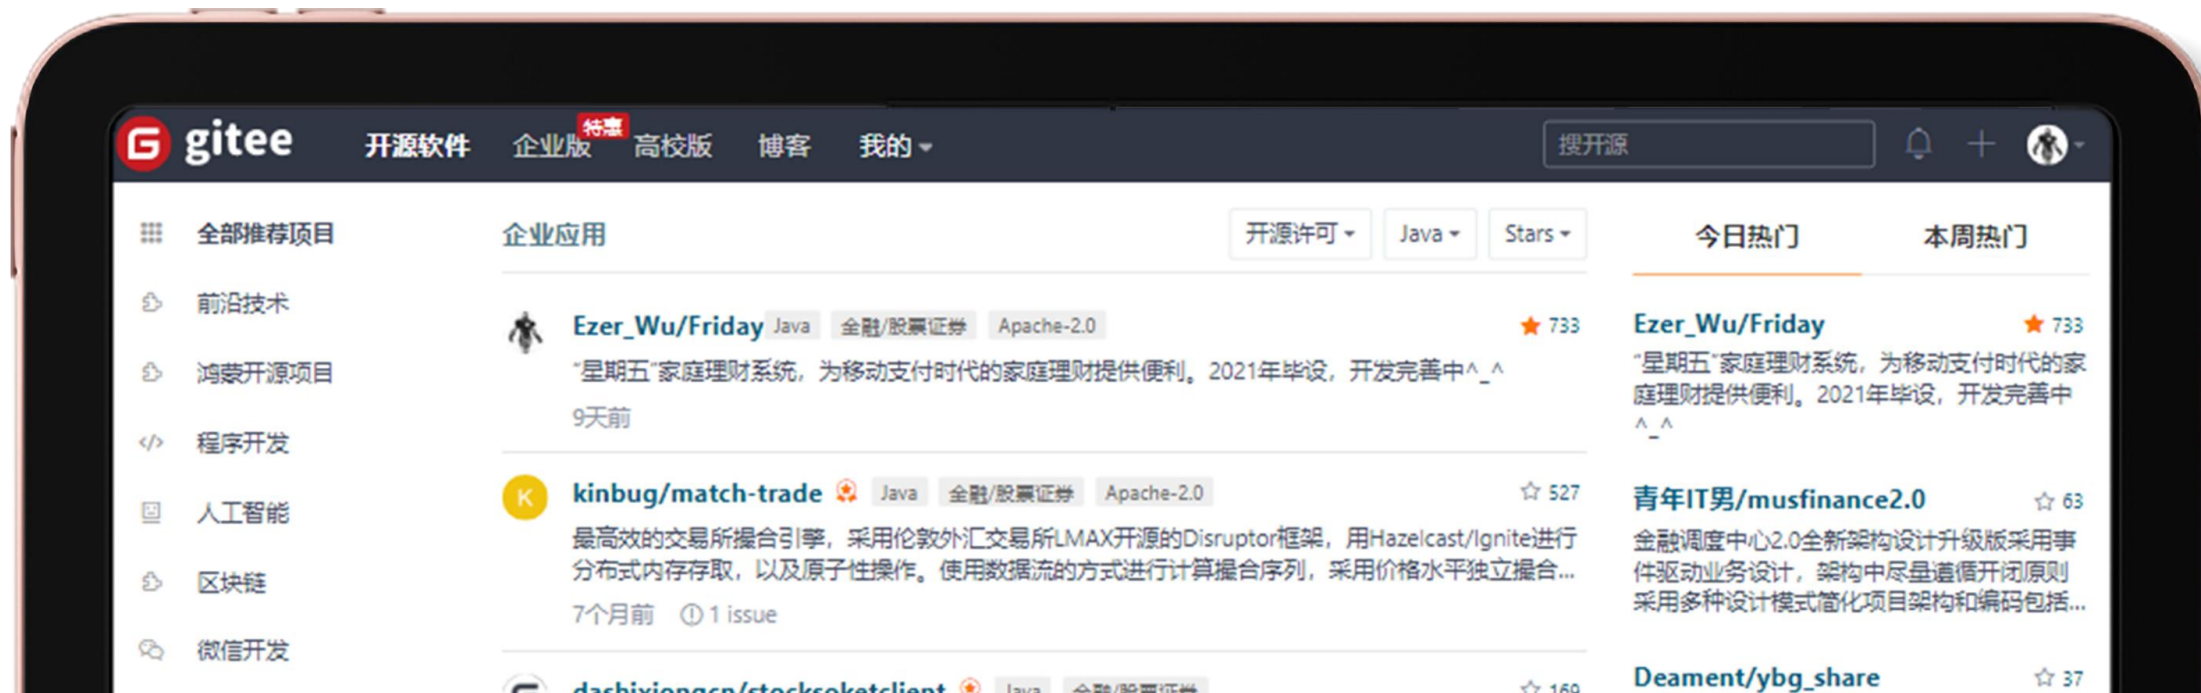 gitee
开源软件 企业版 特惠 高校版 博客 我的
搜开源
全部推荐项目
前沿技术
鸿蒙开源项目
程序开发
人工智能
区块链
微信开发
企业应用 开源许可 Java Stars
Ezer_Wu/Friday Java 金融/股票证券 Apache-2.0 733
“星期五”家庭理财系统，为移动支付时代的家庭理财提供便利。2021年毕设，开发完善中^_^
9天前
K kinbug/match-trade Java 金融/股票证券 Apache-2.0 527
最高效的交易所撮合引擎，采用伦敦外汇交易所LMAX开源的Disruptor框架，用Hazelcast/Ignite进行
分布式内存存取，以及原子性操作。使用数据流的方式进行计算撮合序列，采用价格水平独立撮合...
7个月前 1 issue
dashixiongcn/stocksoketclient Java 金融/股票证券 169
今日热门 本周热门
Ezer_Wu/Friday 733
“星期五”家庭理财系统，为移动支付时代的家
庭理财提供便利。2021年毕设，开发完善中
^_^
青年IT男/musfinance2.0 63
金融调度中心2.0全新架构设计升级版采用事
件驱动业务设计，架构中尽量遵循开闭原则
采用多种设计模式简化项目架构和编码包括...
Deament/ybg_share 37